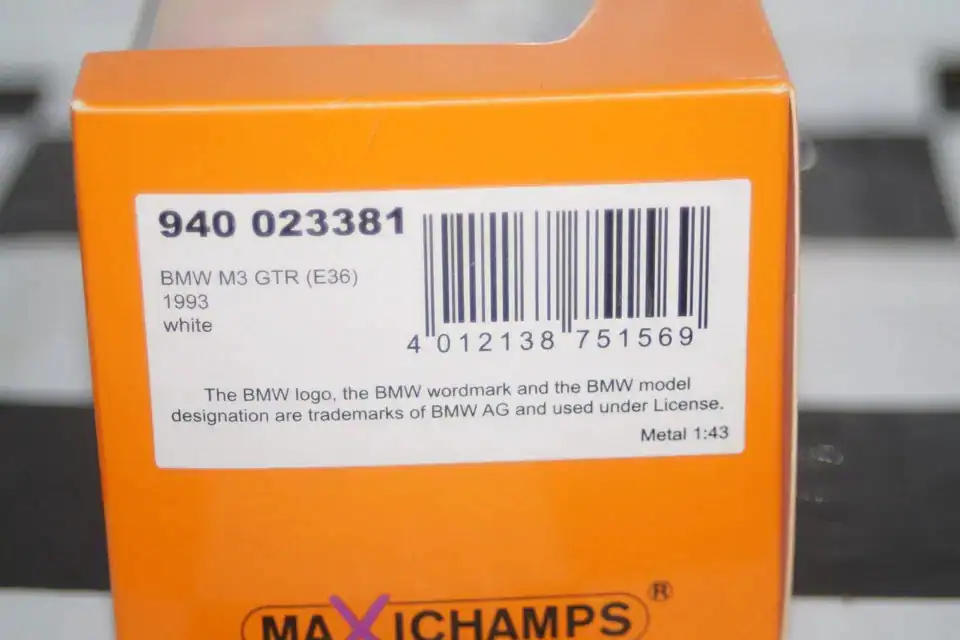 940 023381
BMW M3 GTR (E36)
1993
white
4 012138 751569
The BMW logo, the BMW wordmark and the BMW model
designation are trademarks of BMW AG and used under License.
Metal 1:43
MAXICHAMPS ®